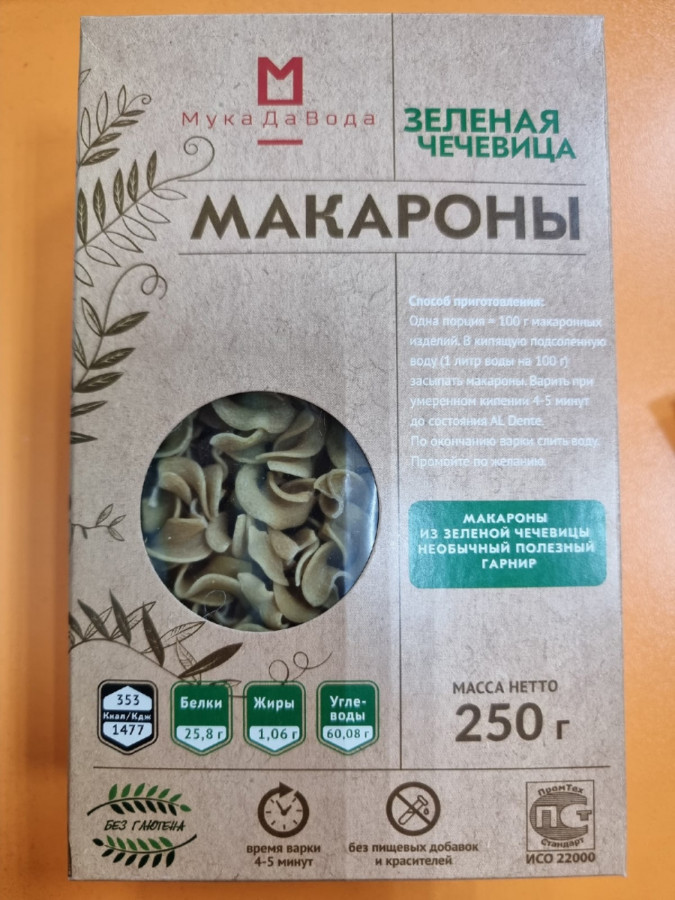 МукаДаВода
ЗЕЛЕНАЯ
ЧЕЧЕВИЦА
МАКАРОНЫ
Способ приготовления:
Одна порция = 100 г макаронных
изделий. В кипящую подсоленную
воду (1 литр воды на 100 г)
засыпать макароны. Варить при
умеренном кипении 4-5 минут
до состояния AL Dente.
По окончанию варки слить воду.
Промойте по желанию.
МАКАРОНЫ
ИЗ ЗЕЛЕНОЙ ЧЕЧЕВИЦЫ
НЕОБЫЧНЫЙ ПОЛЕЗНЫЙ
ГАРНИР
353
Ккал/Кдж
1477
Белки
25,8 г
Жиры
1,06 г
Угле-
воды
60,08 г
МАССА НЕТТО
250 г
БЕЗ ГЛЮТЕНА
время варки
4-5 минут
без пищевых добавок
и красителей
ПромТех
ПСТ
Стандарт
ИСО 22000